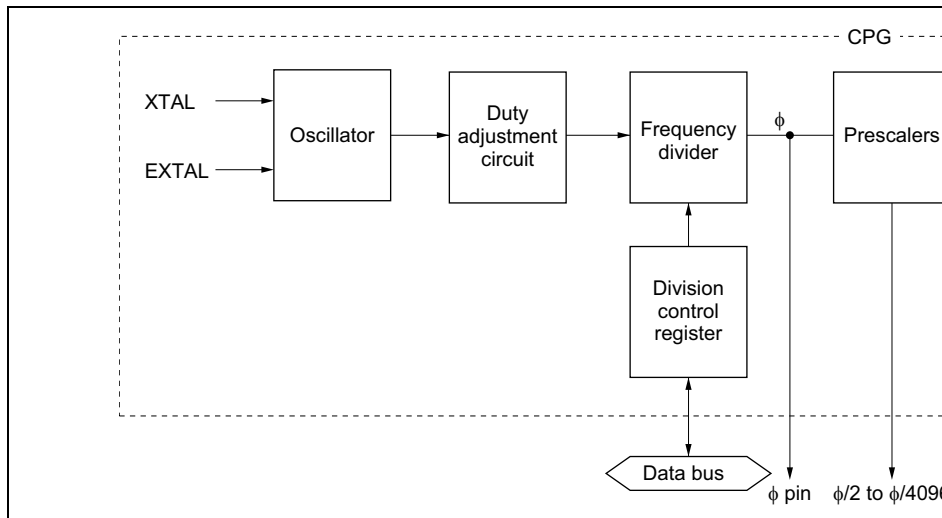 CPG
XTAL
EXTAL
Oscillator
Duty
adjustment
circuit
Frequency
divider
ϕ
Prescalers
Division
control
register
Data bus
ϕ pin
ϕ/2 to ϕ/4096